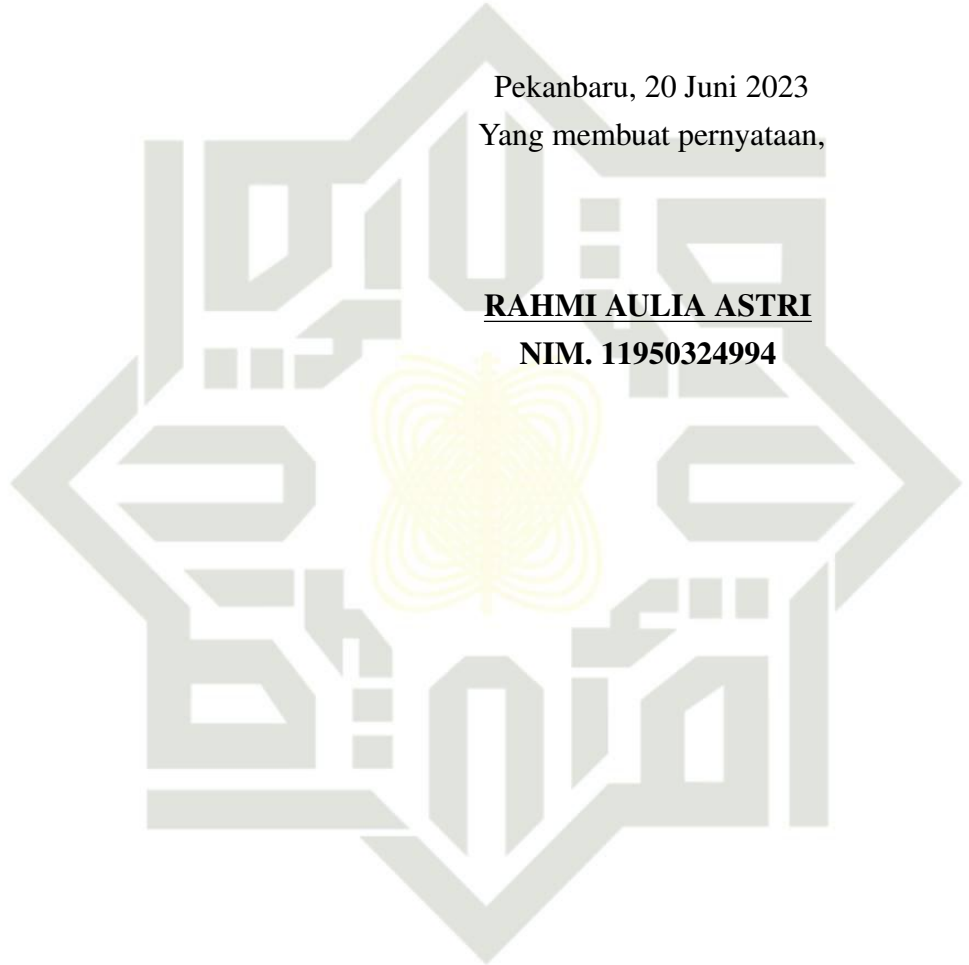 Pekanbaru, 20 Juni 2023
Yang membuat pernyataan,
RAHMI AULIA ASTRI
NIM. 11950324994